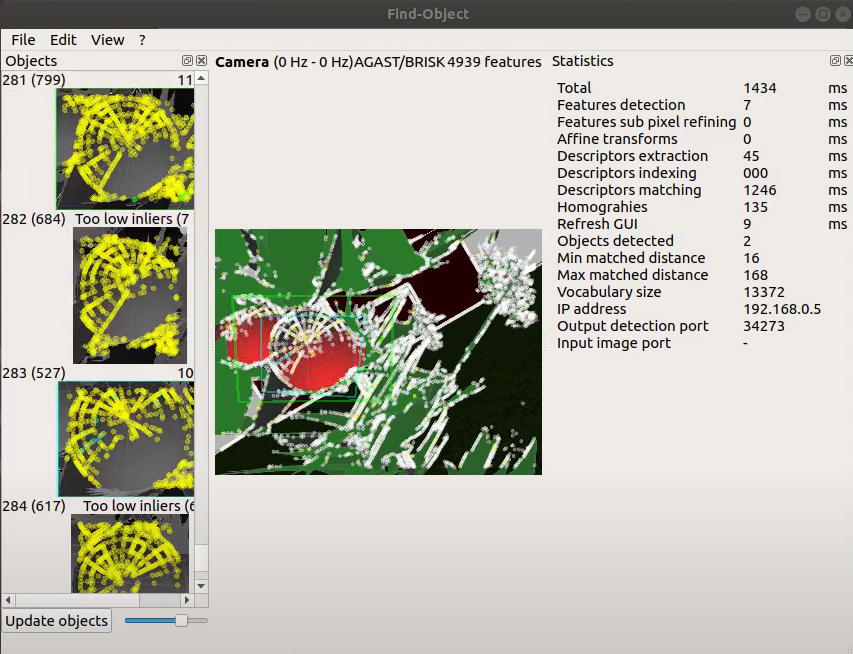 Find-Object
File Edit View ?
Objects
281 (799) 11
282 (684) Too low inliers (7
283 (527) 10
284 (617) Too low inliers (6
Update objects
Camera (0 Hz - 0 Hz)AGAST/BRISK 4939 features
Statistics
Total 1434 ms
Features detection 7 ms
Features sub pixel refining 0 ms
Affine transforms 0 ms
Descriptors extraction 45 ms
Descriptors indexing 000 ms
Descriptors matching 1246 ms
Homograhies 135 ms
Refresh GUI 9 ms
Objects detected 2
Min matched distance 16
Max matched distance 168
Vocabulary size 13372
IP address 192.168.0.5
Output detection port 34273
Input image port -